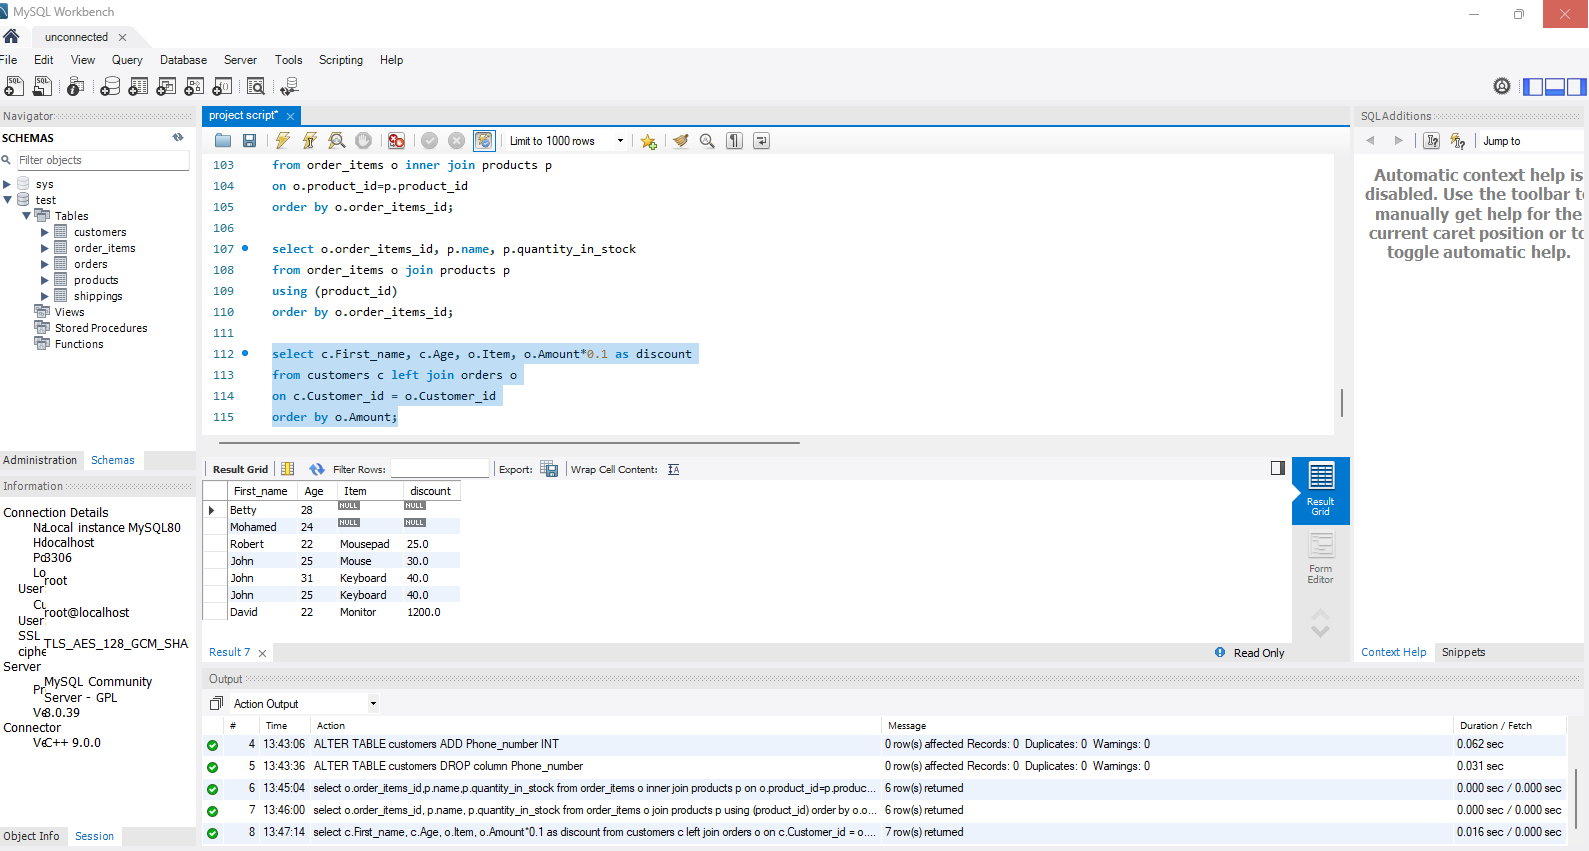 MySQL Workbench
unconnected
File Edit View Query Database Server Tools Scripting Help
Navigator
SCHEMAS
Filter objects
sys
test
Tables
customers
order_items
orders
products
shippings
Views
Stored Procedures
Functions
Administration Schemas
Information
Connection Details
Local instance MySQL80
localhost
3306
root
User
root@localhost
User
SSL
TLS_AES_128_GCM_SHA
ciphe
Server
MySQL Community
Server - GPL
8.0.39
Connector
C++ 9.0.0
Object Info Session
project script*
Limit to 1000 rows
103 from order_items o inner join products p
104 on o.product_id=p.product_id
105 order by o.order_items_id;
106
107 select o.order_items_id, p.name, p.quantity_in_stock
108 from order_items o join products p
109 using (product_id)
110 order by o.order_items_id;
111
112 select c.First_name, c.Age, o.Item, o.Amount*0.1 as discount
113 from customers c left join orders o
114 on c.Customer_id = o.Customer_id
115 order by o.Amount;
Result Grid Filter Rows: Export: Wrap Cell Content:
First_name Age Item discount
Betty 28 NULL NULL
Mohamed 24 NULL NULL
Robert 22 Mousepad 25.0
John 25 Mouse 30.0
John 31 Keyboard 40.0
John 25 Keyboard 40.0
David 22 Monitor 1200.0
Result
Grid
Form
Editor
Result 7
Read Only
SQLAdditions
Jump to
Automatic context help is
disabled. Use the toolbar t
manually get help for the
current caret position or to
toggle automatic help.
Context Help Snippets
Output
Action Output
# Time Action Message Duration / Fetch
4 13:43:06 ALTER TABLE customers ADD Phone_number INT 0 row(s) affected Records: 0 Duplicates: 0 Warnings: 0 0.062 sec
5 13:43:36 ALTER TABLE customers DROP column Phone_number 0 row(s) affected Records: 0 Duplicates: 0 Warnings: 0 0.031 sec
6 13:45:04 select o.order_items_id,p.name,p.quantity_in_stock from order_items o inner join products p on o.product_id=p.produc... 6 row(s) returned 0.000 sec / 0.000 sec
7 13:46:00 select o.order_items_id, p.name, p.quantity_in_stock from order_items o join products p using (product_id) order by o.o... 6 row(s) returned 0.000 sec / 0.000 sec
8 13:47:14 select c.First_name, c.Age, o.Item, o.Amount*0.1 as discount from customers c left join orders o on c.Customer_id = o.... 7 row(s) returned 0.016 sec / 0.000 sec